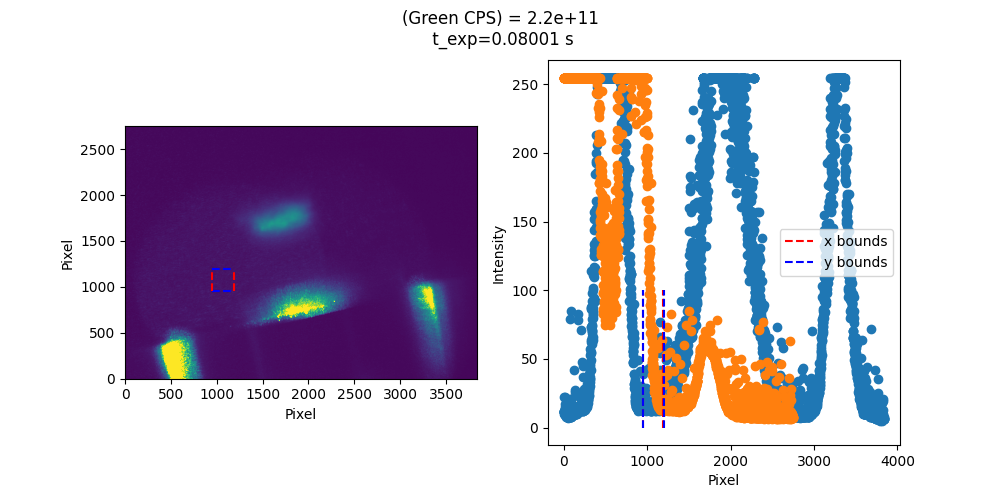 (Green CPS) = 2.2e+11
t_exp=0.08001 s
2500
2000
1500
1000
500
0
Pixel
0 500 1000 1500 2000 2500 3000 3500
Pixel
250
200
150
100
50
0
Intensity
x bounds
y bounds
0 1000 2000 3000 4000
Pixel